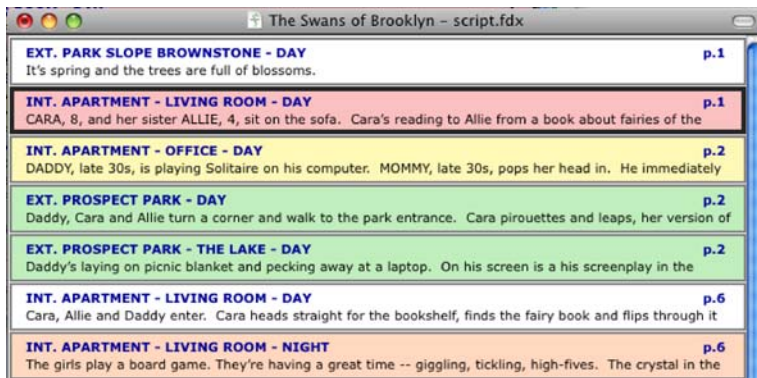 The Swans of Brooklyn – script.fdx
EXT. PARK SLOPE BROWNSTONE - DAY p.1
It's spring and the trees are full of blossoms.
INT. APARTMENT - LIVING ROOM - DAY p.1
CARA, 8, and her sister ALLIE, 4, sit on the sofa.  Cara's reading to Allie from a book about fairies of the
INT. APARTMENT - OFFICE - DAY p.2
DADDY, late 30s, is playing Solitaire on his computer.  MOMMY, late 30s, pops her head in.  He immediately
EXT. PROSPECT PARK - DAY p.2
Daddy, Cara and Allie turn a corner and walk to the park entrance.  Cara pirouettes and leaps, her version of
EXT. PROSPECT PARK - THE LAKE - DAY p.2
Daddy's laying on picnic blanket and pecking away at a laptop.  On his screen is a his screenplay in the
INT. APARTMENT - LIVING ROOM - DAY p.6
Cara, Allie and Daddy enter.  Cara heads straight for the bookshelf, finds the fairy book and flips through it
INT. APARTMENT - LIVING ROOM - NIGHT p.6
The girls play a board game. They're having a great time -- giggling, tickling, high-fives.  The crystal in the